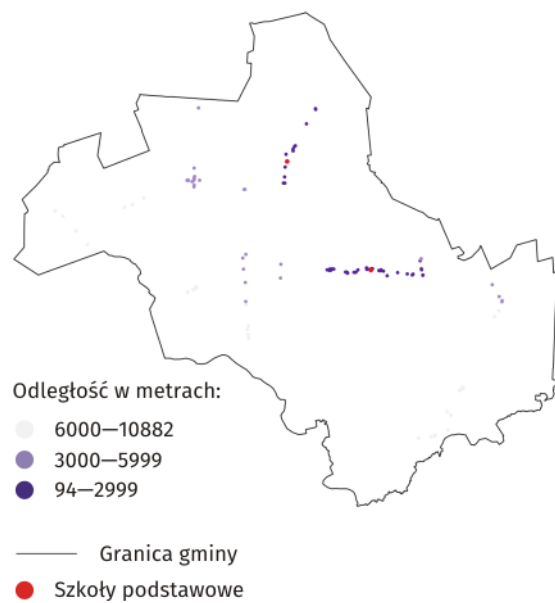 Odległość w metrach:
6000—10882
3000—5999
94—2999
Granica gminy
Szkoły podstawowe